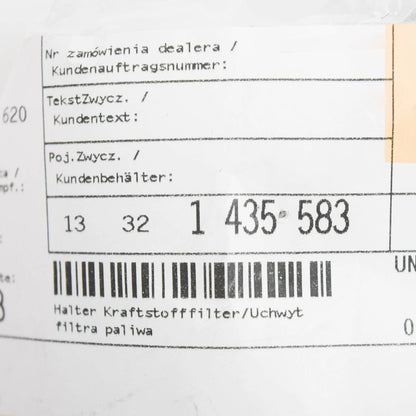 Nr zamówienia dealera /
Kundenauftragsnummer:
TekstZwycz. /
Kundentext:
620
Poj.Zwycz. /
Kundenbehälter:
13 32 1 435 583
UN
Halter Kraftstofffilter/Uchwyt
filtra paliwa